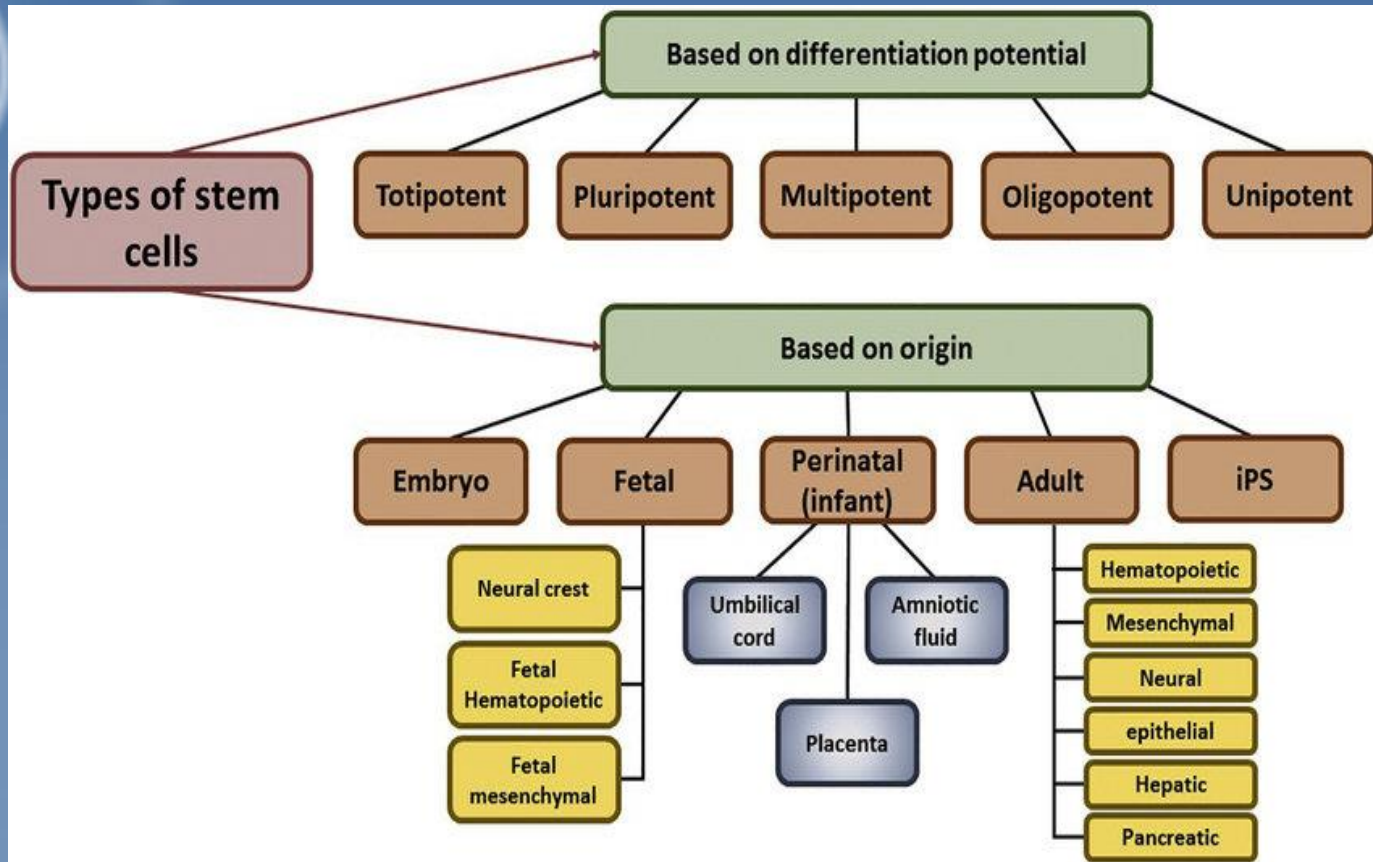 Based on differentiation potential
Types of stem
cells
Totipotent
Pluripotent
Multipotent
Oligopotent
Unipotent
Based on origin
Embryo
Fetal
Perinatal
(infant)
Adult
iPS
Neural crest
Fetal
Hematopoietic
Fetal
mesenchymal
Umbilical
cord
Amniotic
fluid
Placenta
Hematopoietic
Mesenchymal
Neural
epithelial
Hepatic
Pancreatic